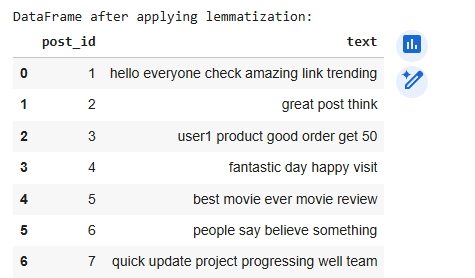 DataFrame after applying lemmatization:
post_id text
0 1 hello everyone check amazing link trending
1 2 great post think
2 3 user1 product good order get 50
3 4 fantastic day happy visit
4 5 best movie ever movie review
5 6 people say believe something
6 7 quick update project progressing well team